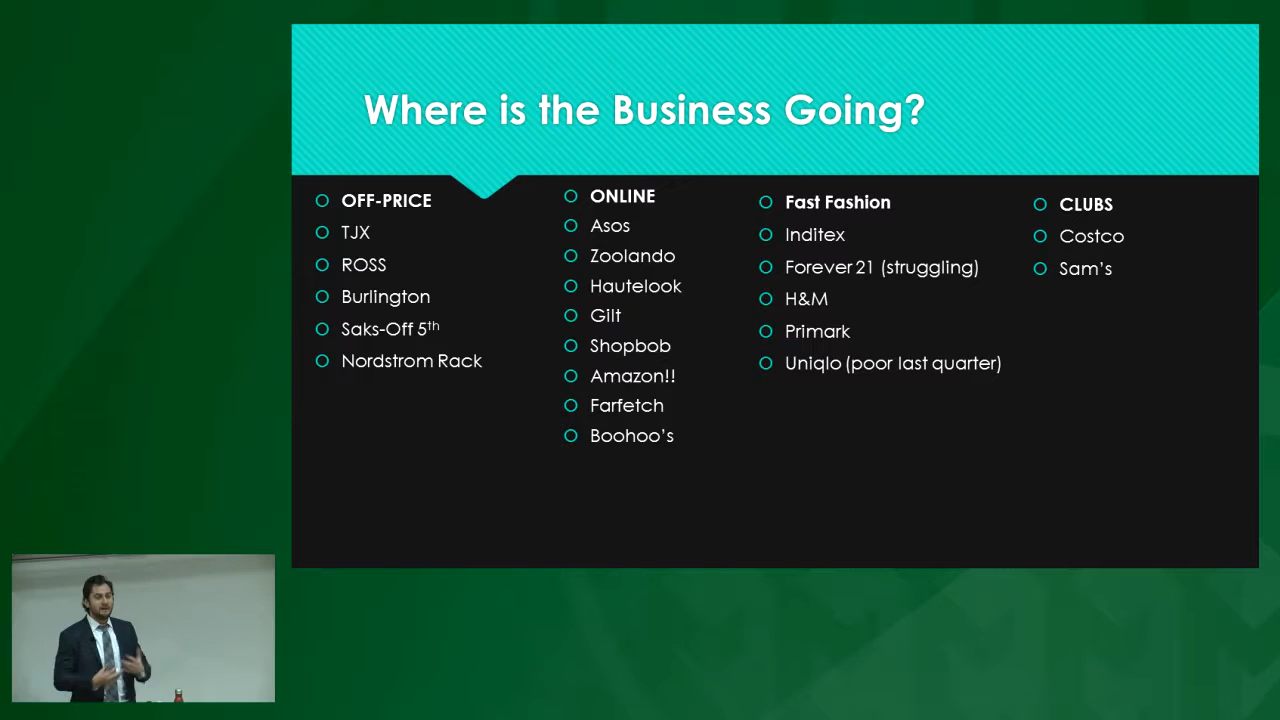 Where is the Business Going?
OFF-PRICE
TJX
ROSS
Burlington
Saks-Off 5th
Nordstrom Rack
ONLINE
Asos
Zoolando
Hautelook
Gilt
Shopbob
Amazon!!
Farfetch
Boohoo's
Fast Fashion
Inditex
Forever 21 (struggling)
H&M
Primark
Uniqlo (poor last quarter)
CLUBS
Costco
Sam's